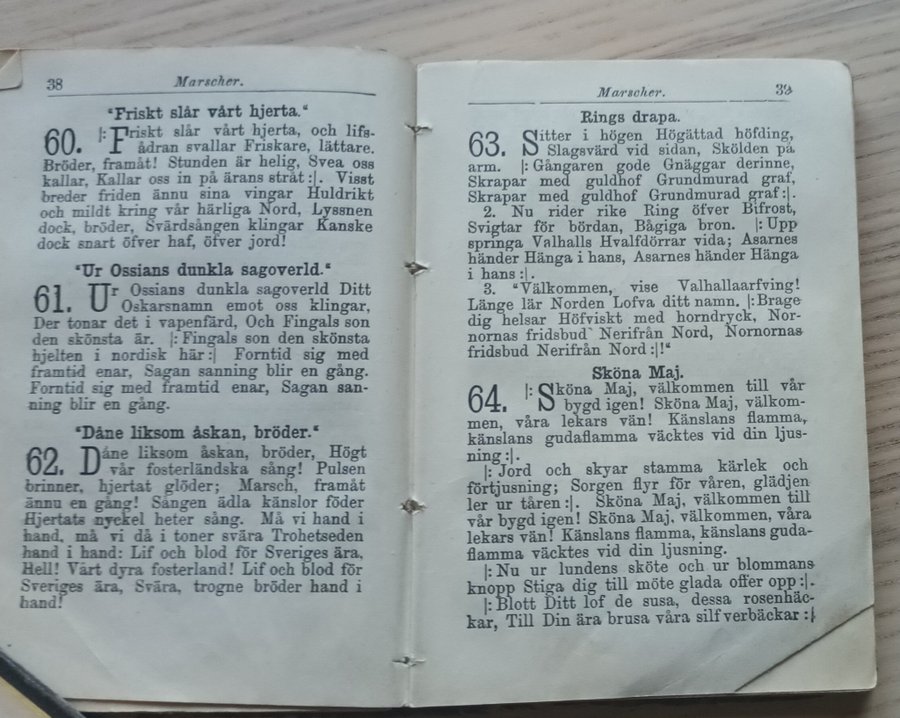 38
Marscher.
"Friskt slår vårt hjerta."
60. |: Friskt slår vårt hjerta, och lifs-
ådran svallar Friskare, lättare.
Bröder, framåt! Stunden är helig, Svea oss
kallar, Kallar oss in på ärans stråt :|. Visst
breder friden ännu sina vingar Huldrikt
och mildt kring vår härliga Nord, Lyssnen
dock, bröder, Svärdsången klingar Kanske
dock snart öfver haf, öfver jord!
"Ur Ossians dunkla sagoverld."
61. Ur Ossians dunkla sagoverld Ditt
Oskarsnamn emot oss klingar,
Der tonar det i vapenfärd, Och Fingals son
den skönsta är. |: Fingals son den skönsta
hjelten i nordisk här :| Forntid sig med
framtid enar, Sagan sanning blir en gång.
Forntid sig med framtid enar, Sagan san-
ning blir en gång.
"Dåne liksom åskan, bröder."
62. Dåne liksom åskan, bröder, Högt
vår fosterländska sång! Pulsen
brinner, hjertat glöder; Marsch, framåt
ännu en gång! Sången ädla känslor föder
Hjertats nyckel heter sång. Må vi hand i
hand, må vi då i toner svära Trohetseden
hand i hand: Lif och blod för Sveriges ära,
Hell! Vårt dyra fosterland! Lif och blod för
Sveriges ära, Svära, trogne bröder hand i
hand!
Marscher.
39
Rings drapa.
63. Sitter i högen Högättad höfding,
Slagsvärd vid sidan, Skölden på
arm. |: Gångaren gode Gnäggar derinne,
Skrapar med guldhof Grundmurad graf,
Skrapar med guldhof Grundmurad graf :|.
2. Nu rider rike Ring öfver Bifrost,
Svigtar för bördan, Bågiga bron. |: Upp
springa Valhalls Hvalfdörrar vida; Asarnes
händer Hänga i hans, Asarnes händer Hänga
i hans :|.
3. "Välkommen, vise Valhallaarfving!
Länge lär Norden Lofva ditt namn. |: Brage
dig helsar Höfviskt med horndryck, Nor-
nornas fridsbud Nerifrån Nord, Nornornas
fridsbud Nerifrån Nord :|!"
Sköna Maj.
64. |: Sköna Maj, välkommen till vår
bygd igen! Sköna Maj, välkom-
men, våra lekars vän! Känslans flamma,
känslans gudaflamma väcktes vid din ljus-
ning :|.
|: Jord och skyar stamma kärlek och
förtjusning; Sorgen flyr för våren, glädjen
ler ur tåren :|. Sköna Maj, välkommen till
vår bygd igen! Sköna Maj, välkommen, våra
lekars vän! Känslans flamma, känslans guda-
flamma väcktes vid din ljusning.
|: Nu ur lundens sköte och ur blommans
knopp Stiga dig till möte glada offer opp :|.
|: Blott Ditt lof de susa, dessa rosenhäc-
kar, Till Din ära brusa våra silfverbäckar :|